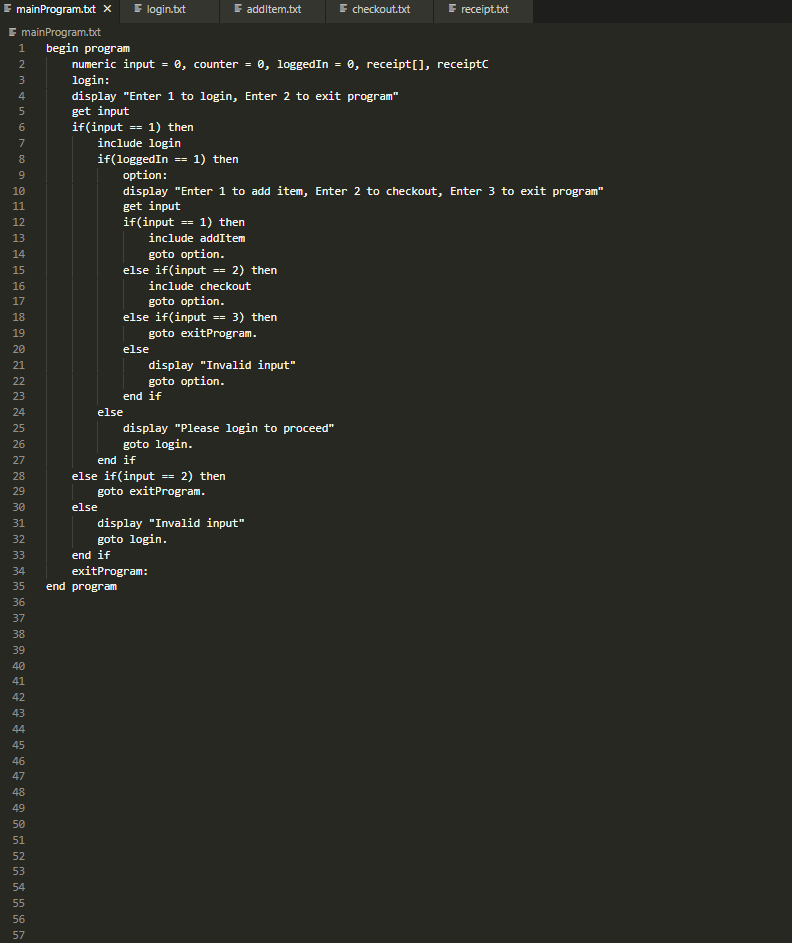 mainProgram.txt × login.txt addItem.txt checkout.txt receipt.txt
mainProgram.txt
1 begin program
2 numeric input = 0, counter = 0, loggedIn = 0, receipt[], receiptC
3 login:
4 display "Enter 1 to login, Enter 2 to exit program"
5 get input
6 if(input == 1) then
7 include login
8 if(loggedIn == 1) then
9 option:
10 display "Enter 1 to add item, Enter 2 to checkout, Enter 3 to exit program"
11 get input
12 if(input == 1) then
13 include addItem
14 goto option.
15 else if(input == 2) then
16 include checkout
17 goto option.
18 else if(input == 3) then
19 goto exitProgram.
20 else
21 display "Invalid input"
22 goto option.
23 end if
24 else
25 display "Please login to proceed"
26 goto login.
27 end if
28 else if(input == 2) then
29 goto exitProgram.
30 else
31 display "Invalid input"
32 goto login.
33 end if
34 exitProgram:
35 end program
36
37
38
39
40
41
42
43
44
45
46
47
48
49
50
51
52
53
54
55
56
57